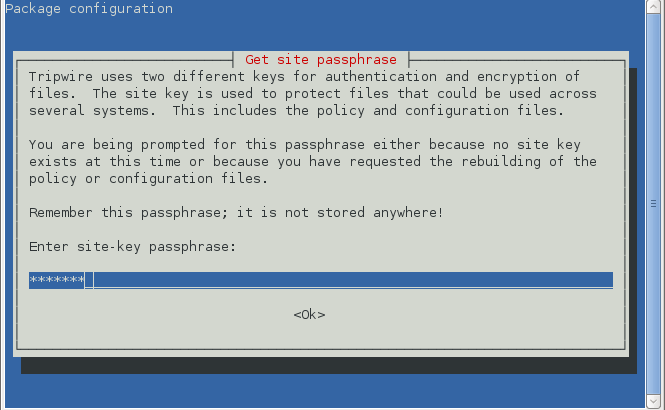 Package configuration
Get site passphrase
Tripwire uses two different keys for authentication and encryption of
files.  The site key is used to protect files that could be used across
several systems.  This includes the policy and configuration files.
You are being prompted for this passphrase either because no site key
exists at this time or because you have requested the rebuilding of the
policy or configuration files.
Remember this passphrase; it is not stored anywhere!
Enter site-key passphrase:
*******
<Ok>